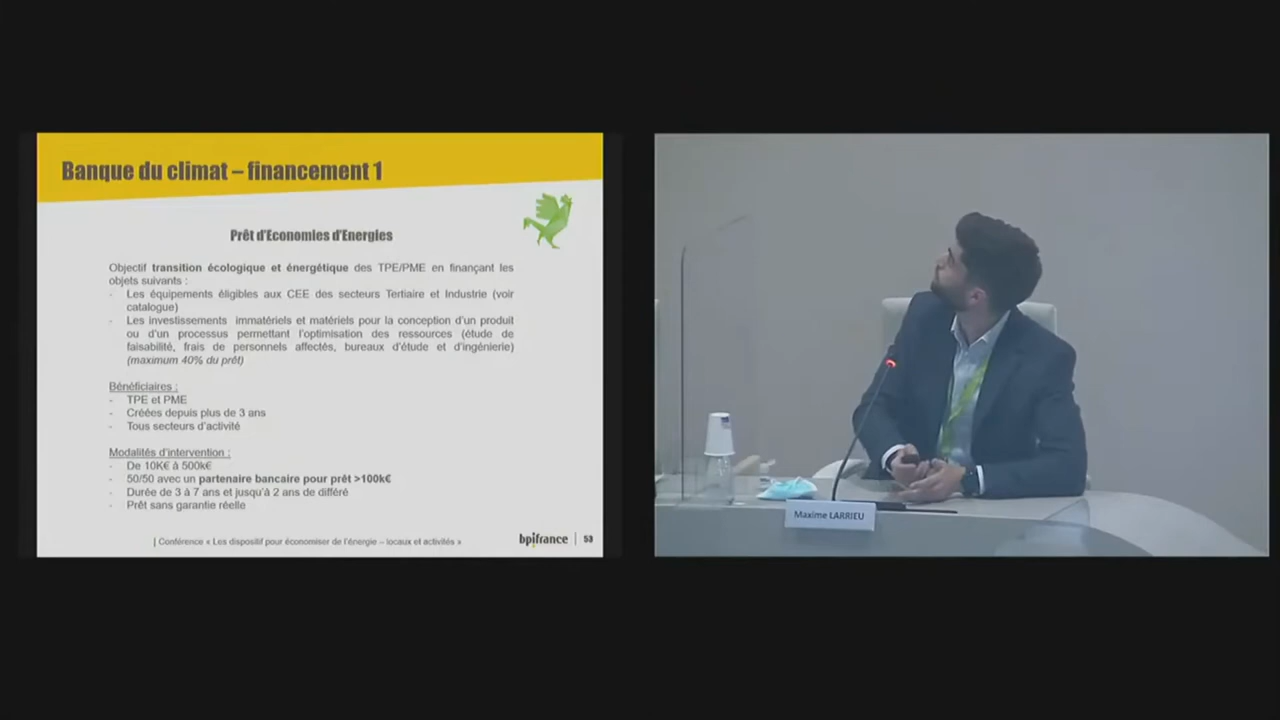 Banque du climat – financement 1
Prêt d'Economies d'Energies
Objectif transition écologique et énergétique des TPE/PME en finançant les
objets suivants :
- Les équipements éligibles aux CEE des secteurs Tertiaire et Industrie (voir
catalogue)
- Les investissements immatériels et matériels pour la conception d'un produit
ou d'un processus permettant l'optimisation des ressources (étude de
faisabilité, frais de personnels affectés, bureaux d'étude et d'ingénierie)
(maximum 40% du prêt)
Bénéficiaires :
- TPE et PME
- Créées depuis plus de 3 ans
- Tous secteurs d'activité
Modalités d'intervention :
- De 10K€ à 500k€
- 50/50 avec un partenaire bancaire pour prêt >100k€
- Durée de 3 à 7 ans et jusqu'à 2 ans de différé
- Prêt sans garantie réelle
| Conférence « Les dispositif pour économiser de l'énergie – locaux et activités »
bpifrance | 53
Maxime LARRIEU